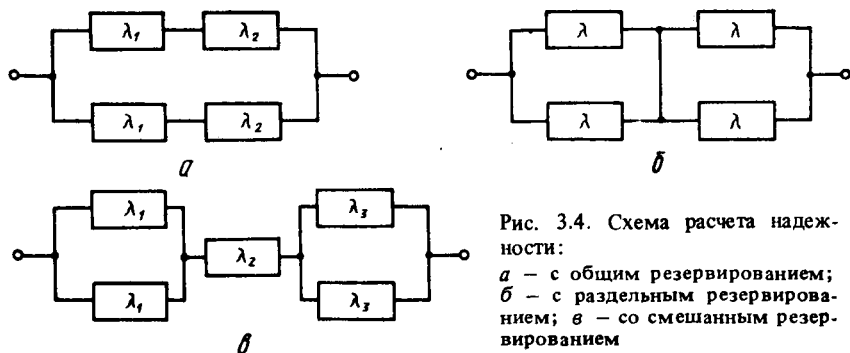 λ₁ λ₂
λ₁ λ₂
а
λ λ
λ λ
б
λ₁ λ₃
λ₂
λ₁ λ₃
в
Рис. 3.4. Схема расчета надеж-
ности:
а – с общим резервированием;
б – с раздельным резервирова-
нием; в – со смешанным резер-
вированием